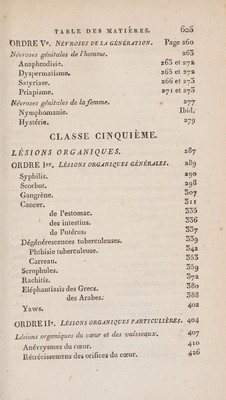 TABLE DES MATIÈRES. 605
ORDRE Vᵉ. NÉVROSES DE LA GÉNÉRATION. Page 260
Névroses génitales de l'homme. 263
Anaphrodisie. 263 et 272
Dyspermatisme. 265 et 272
Satyriase. 266 et 273
Priapisme. 271 et 273
Névroses génitales de la femme. 277
Nymphomanie. Ibid.
Hystérie. 279
CLASSE CINQUIÈME.
LÉSIONS ORGANIQUES. 287
ORDRE Iᵉʳ. LÉSIONS ORGANIQUES GÉNÉRALES. 289
Syphilis. 290
Scorbut. 298
Gangrène. 307
Cancer. 311
de l'estomac. 335
des intestins. 336
de l'utérus. 337
Dégénérescences tuberculeuses. 339
Phthisie tuberculeuse. 342
Carreau. 353
Scrophules. 359
Rachitis. 372
Eléphantiasis des Grecs. 380
des Arabes. 388
Yaws. 402
ORDRE IIᵉ. LÉSIONS ORGANIQUES PARTICULIÈRES. 404
Lésions organiques du cœur et des vaisseaux. 407
Anévrysmes du cœur. 410
Rétrécissemens des orifices du cœur. 426